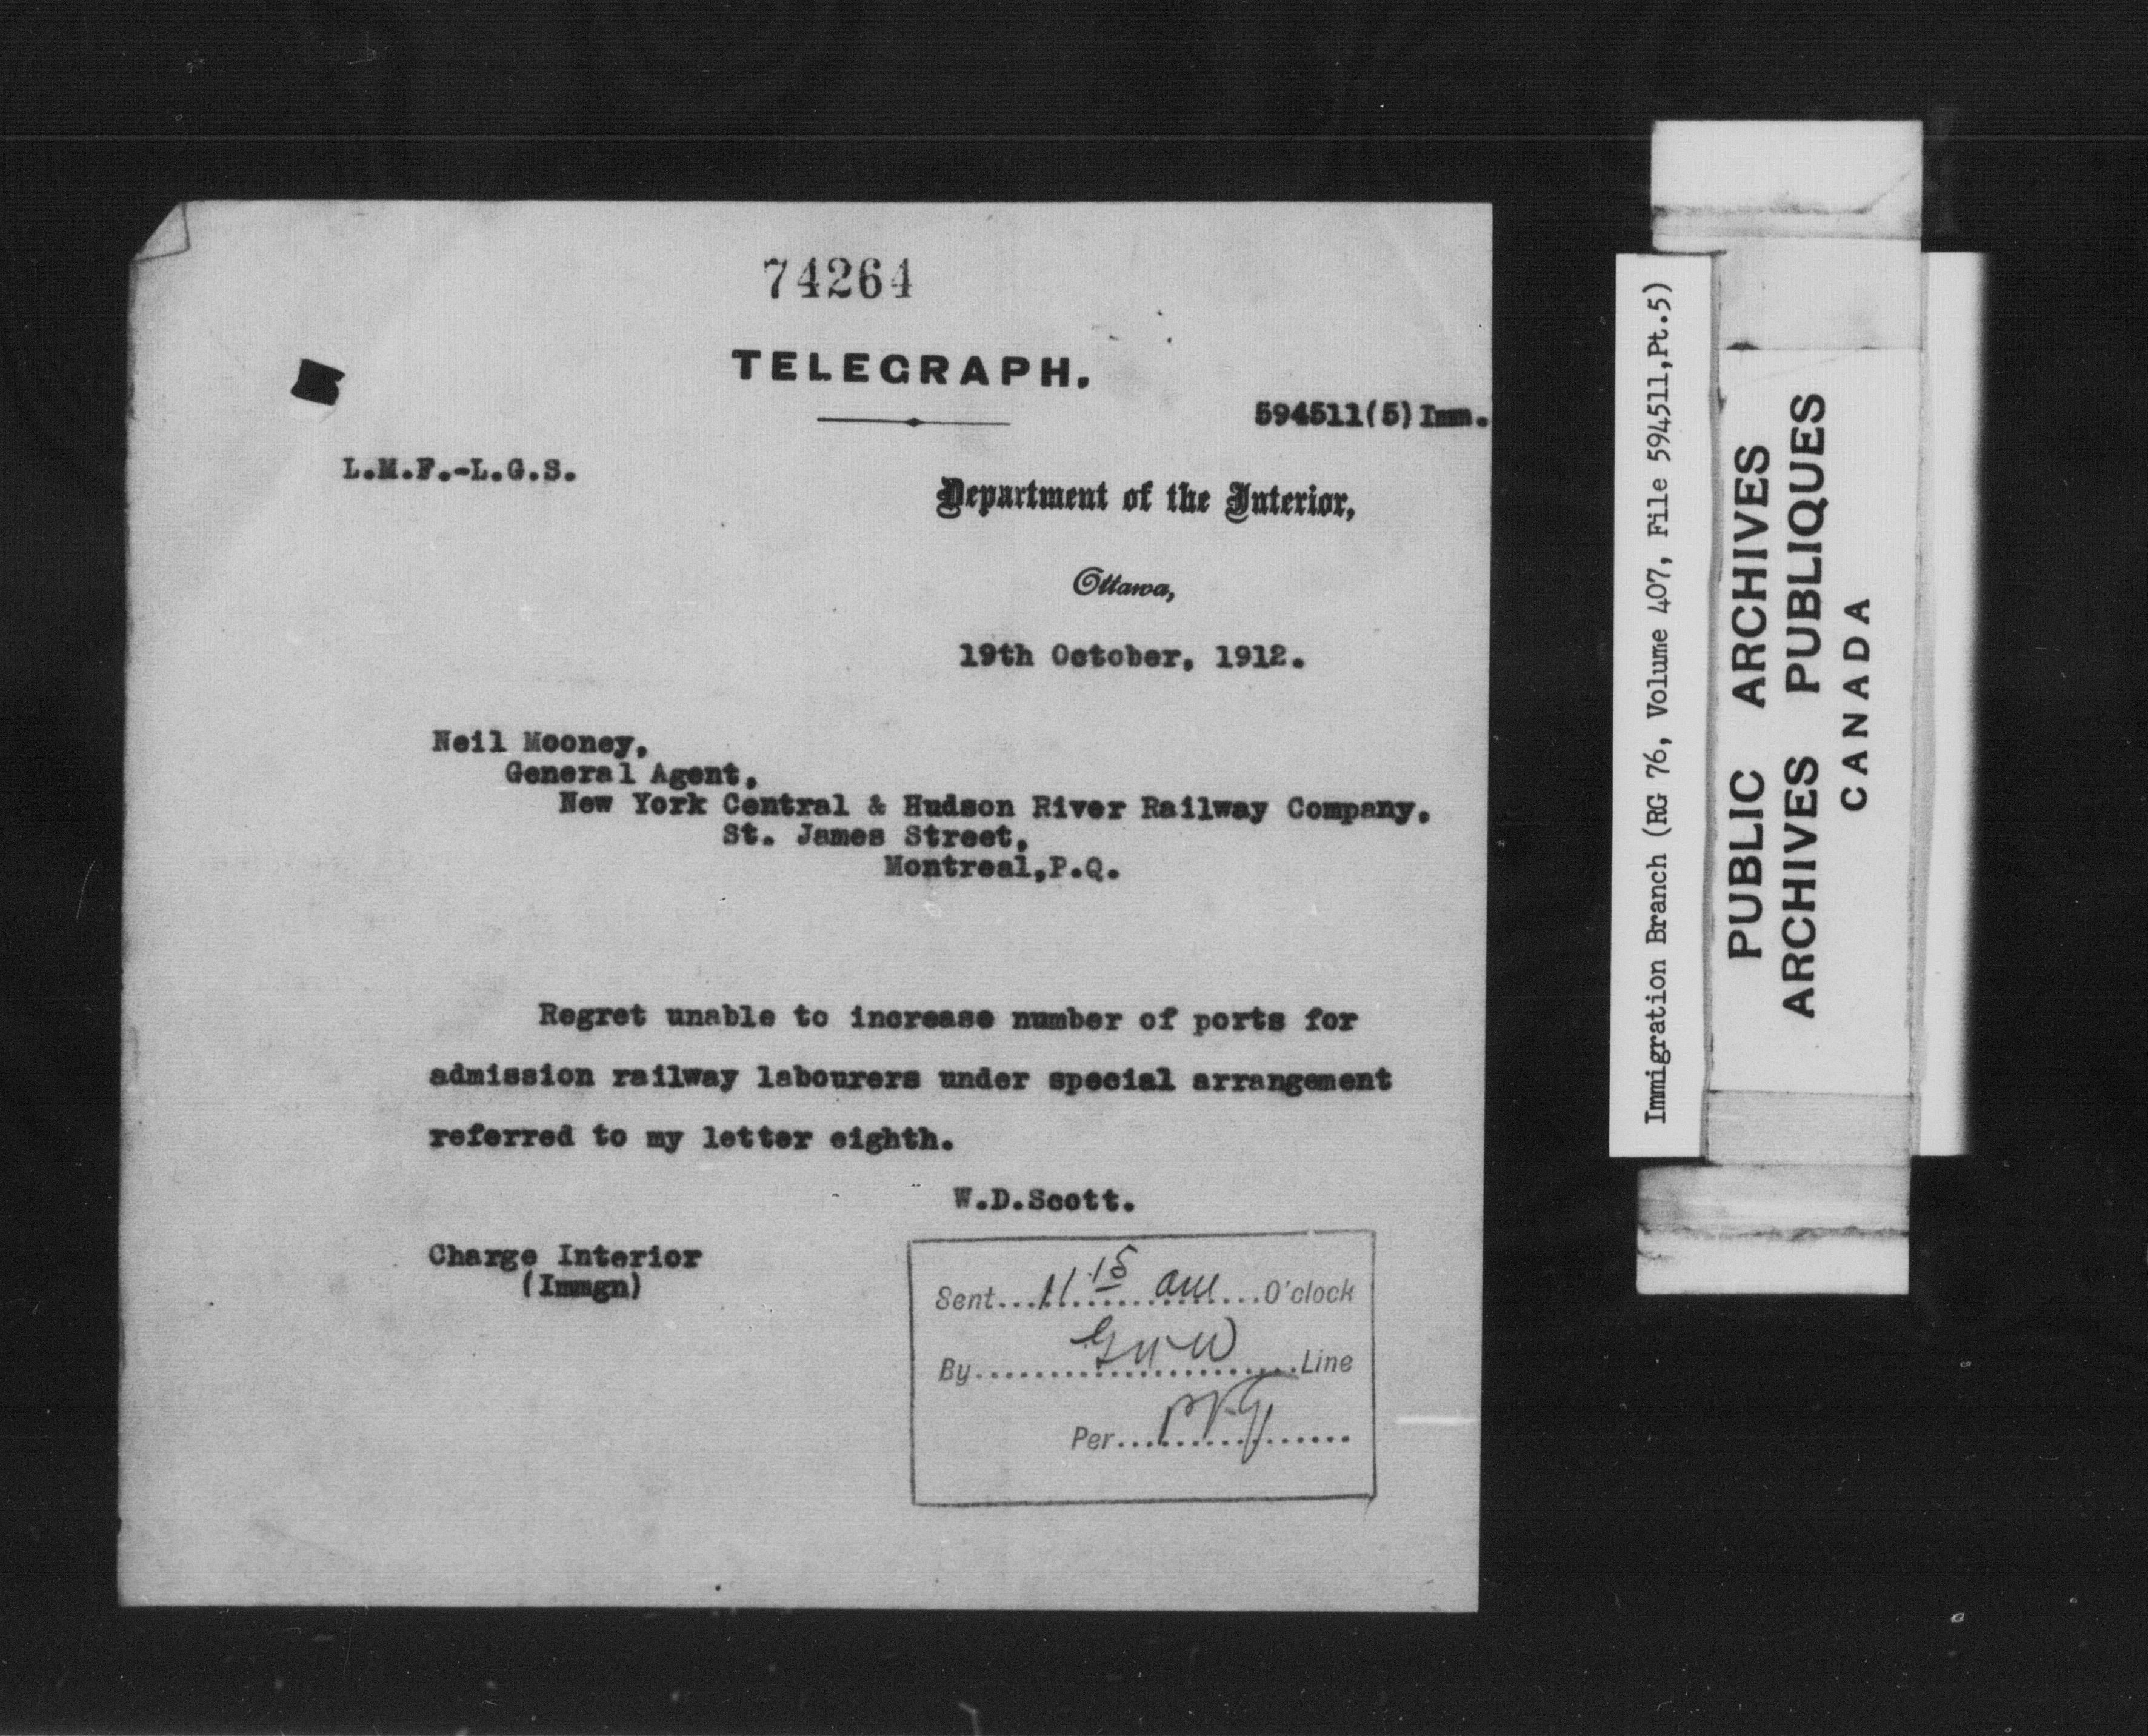 74264
TELEGRAPH.
594511(5)Imm.
L.M.F.-L.G.S.
Department of the Interior,
Ottawa,
19th October, 1912.
Neil Mooney,
General Agent,
New York Central & Hudson River Railway Company,
St. James Street,
Montreal,P.Q.
Regret unable to increase number of ports for
admission railway labourers under special arrangement
referred to my letter eighth.
W.D.Scott.
Charge Interior
(Immgn)
Sent...11.15 am...O'clock
By..............Line
Per..............
Immigration Branch (RG 76, Volume 407, File 594511,Pt.5)
PUBLIC ARCHIVES
ARCHIVES PUBLIQUES
CANADA